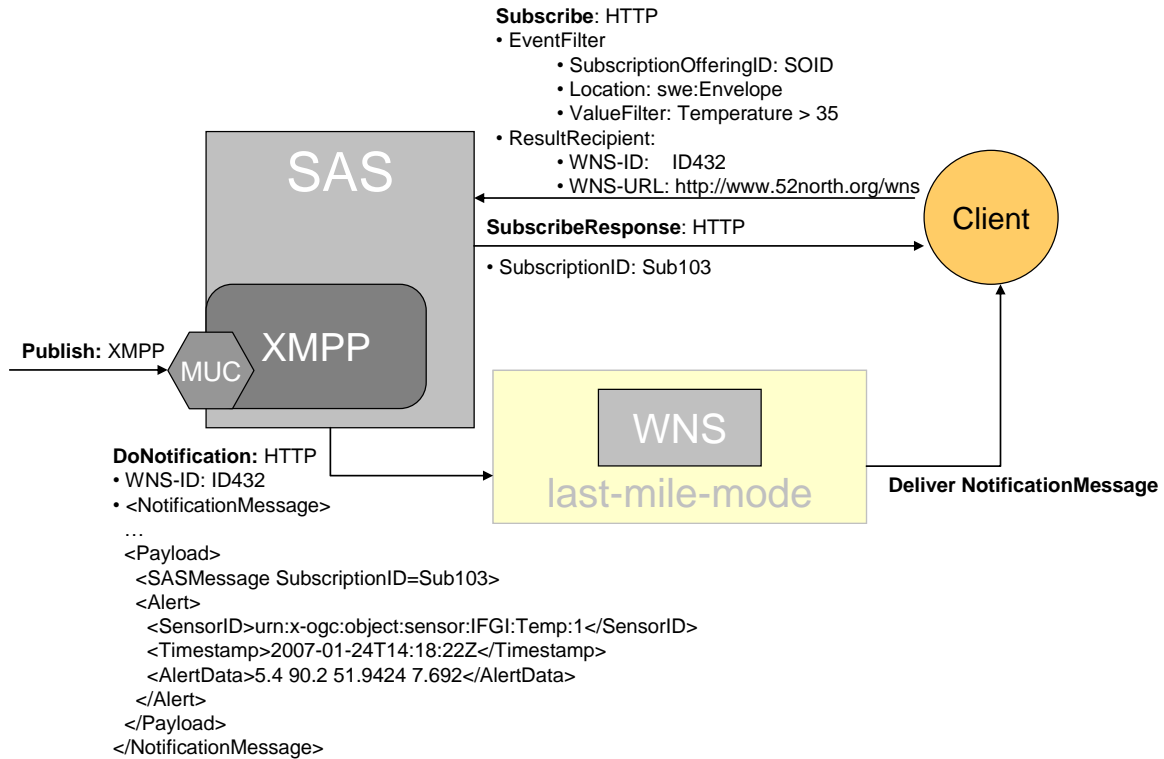 Subscribe: HTTP
• EventFilter
• SubscriptionOfferingID: SOID
• Location: swe:Envelope
• ValueFilter: Temperature > 35
• ResultRecipient:
• WNS-ID: ID432
• WNS-URL: http://www.52north.org/wns
SAS
Client
SubscribeResponse: HTTP
• SubscriptionID: Sub103
Publish: XMPP
MUC
XMPP
WNS
last-mile-mode
Deliver NotificationMessage
DoNotification: HTTP
• WNS-ID: ID432
• <NotificationMessage>
…
<Payload>
<SASMessage SubscriptionID=Sub103>
<Alert>
<SensorID>urn:x-ogc:object:sensor:IFGI:Temp:1</SensorID>
<Timestamp>2007-01-24T14:18:22Z</Timestamp>
<AlertData>5.4 90.2 51.9424 7.692</AlertData>
</Alert>
</Payload>
</NotificationMessage>